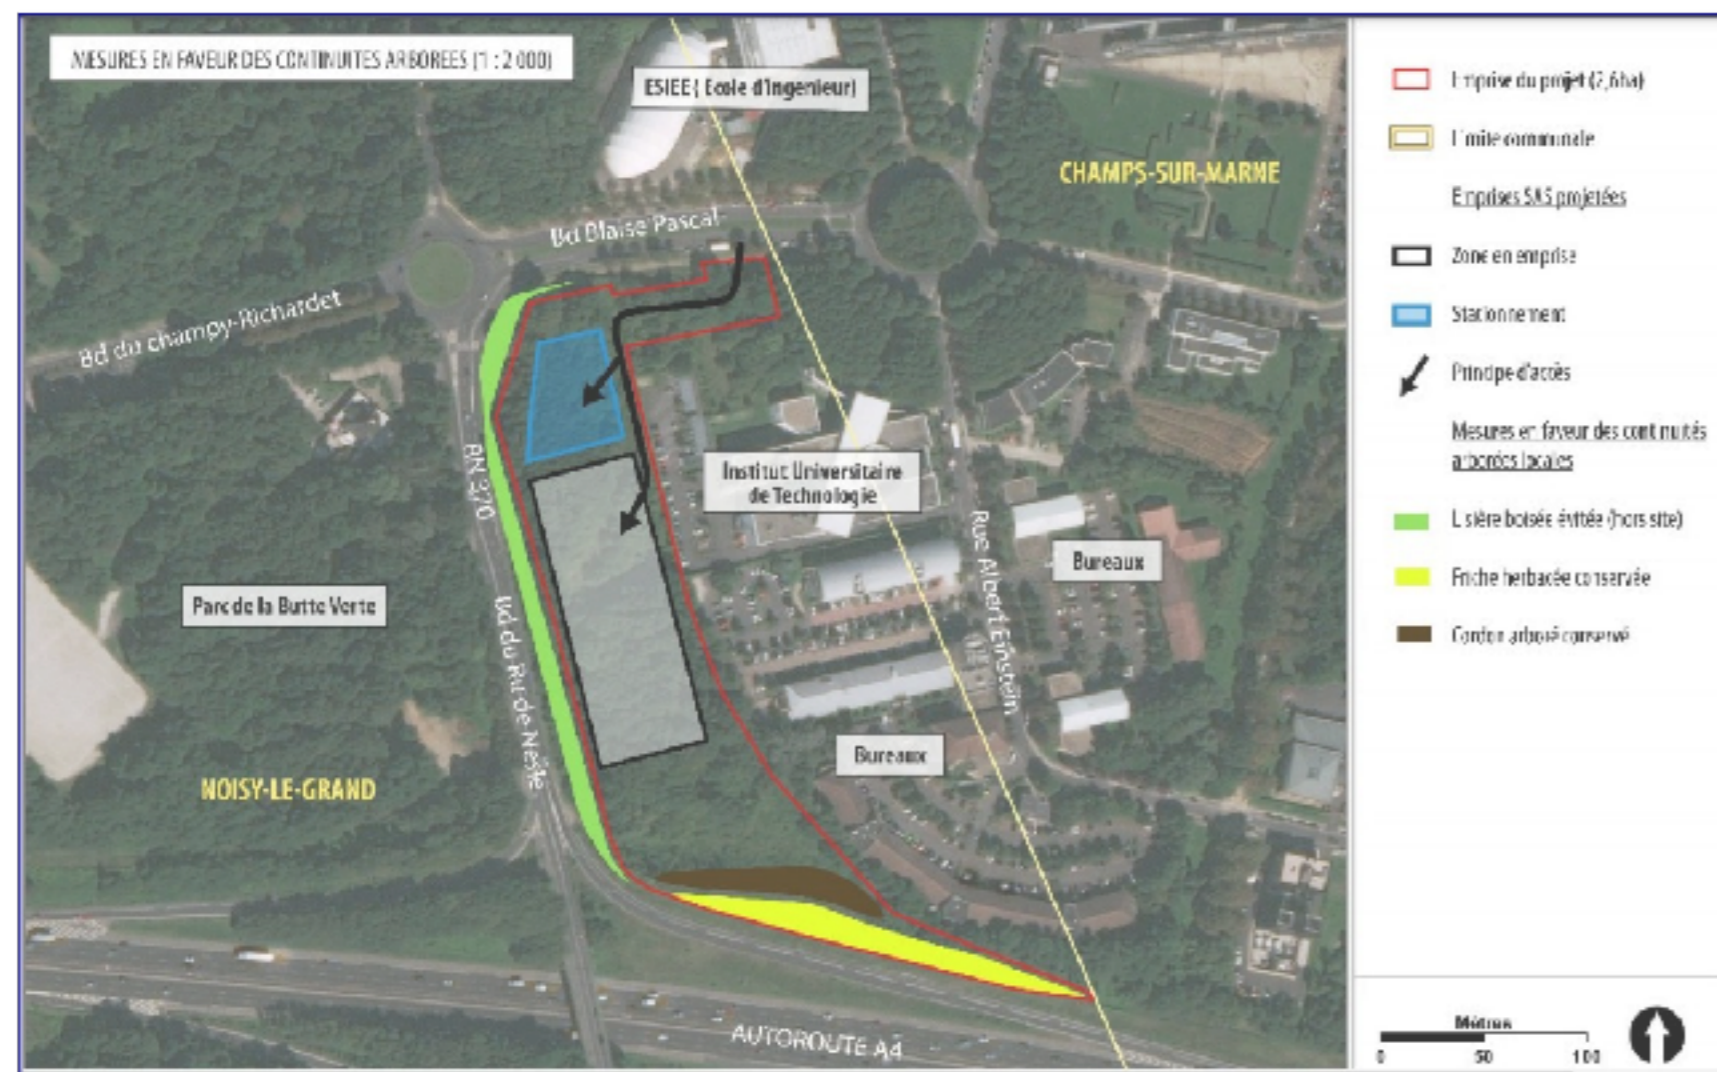 MESURES EN FAVEUR DES CONTINUITES ARBOREES (1 : 2 000)
ESIEE ( Ecole d'Ingenieur)
CHAMPS-SUR-MARNE
Bd Blaise Pascal
Bd du champy-Richardet
RN 370
Institut Universitaire
de Technologie
Rue Albert Einstein
Bureaux
Parc de la Butte Verte
Bd du Ru de Nesle
Bureaux
NOISY-LE-GRAND
AUTOROUTE A4
Emprise du projet (2,6ha)
Limite communale
Emprises SAS projetées
Zone en emprise
Stationnement
Principe d'accès
Mesures en faveur des continuités
arborées locales
Lisière boisée évitée (hors site)
Friche herbacée conservée
Cordon arboré conservé
Mètres
0 50 100